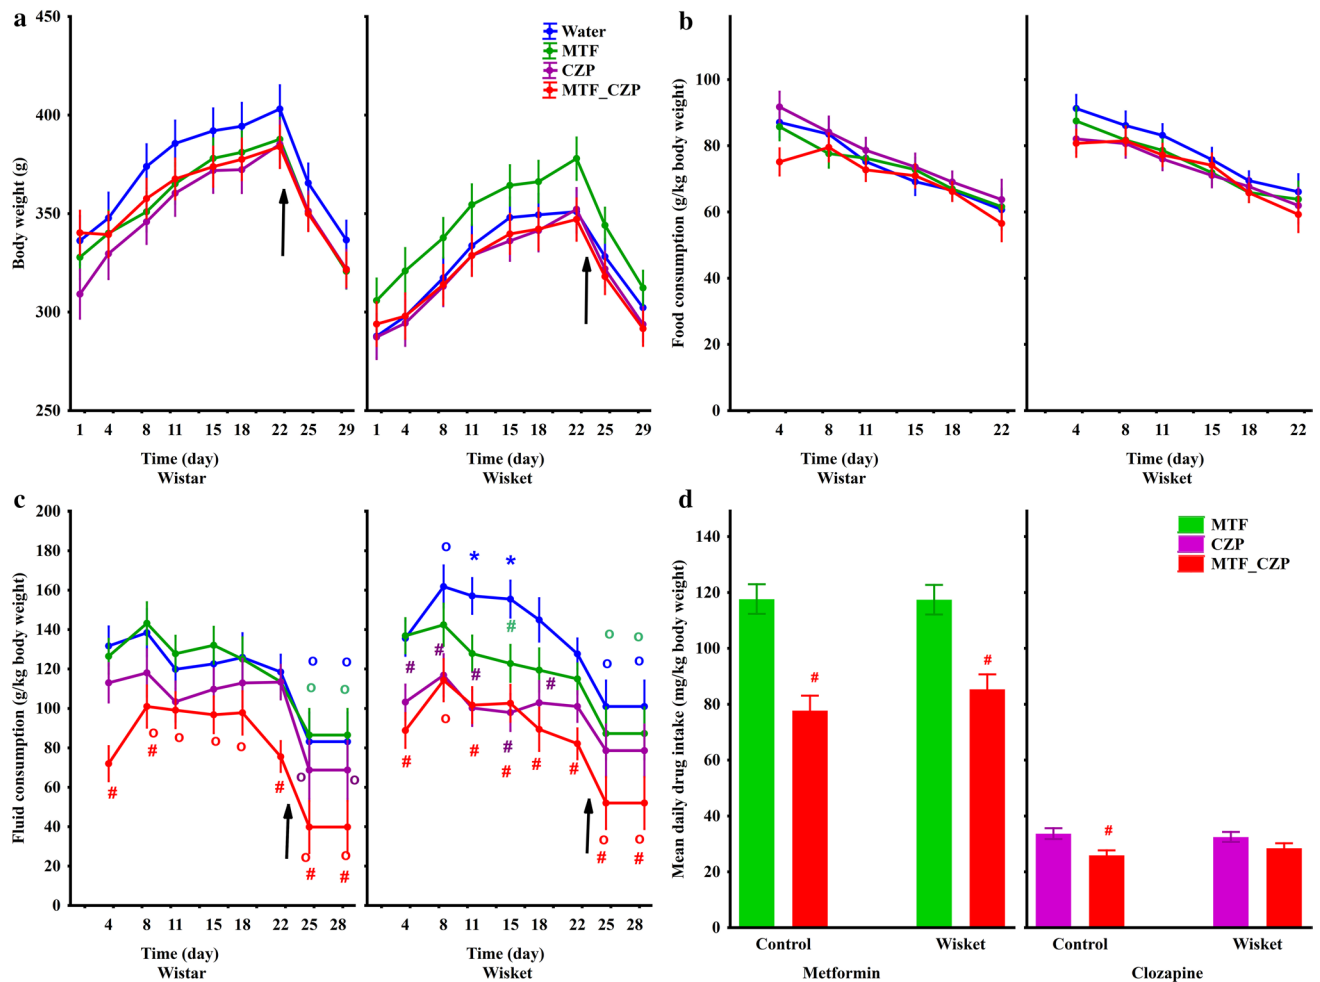 a
450
400
350
300
250
Body weight (g)
Water
MTF
CZP
MTF_CZP
1 4 8 11 15 18 22 25 29
Time (day)
Wistar
1 4 8 11 15 18 22 25 29
Time (day)
Wisket
b
100
80
60
40
20
0
Food consumption (g/kg body weight)
4 8 11 15 18 22
Time (day)
Wistar
4 8 11 15 18 22
Time (day)
Wisket
c
200
180
160
140
120
100
80
60
40
20
0
Fluid consumption (g/kg body weight)
o o
o o
o # o o o
# # o o
o o
# #
4 8 11 15 18 22 25 28
Time (day)
Wistar
o * *
# o o
# # # # o o
o #
# # # # #
o o
# #
4 8 11 15 18 22 25 28
Time (day)
Wisket
d
140
120
100
80
60
40
20
0
Mean daily drug intake (mg/kg body weight)
MTF
CZP
MTF_CZP
# #
#
Control Wisket
Metformin
Control Wisket
Clozapine